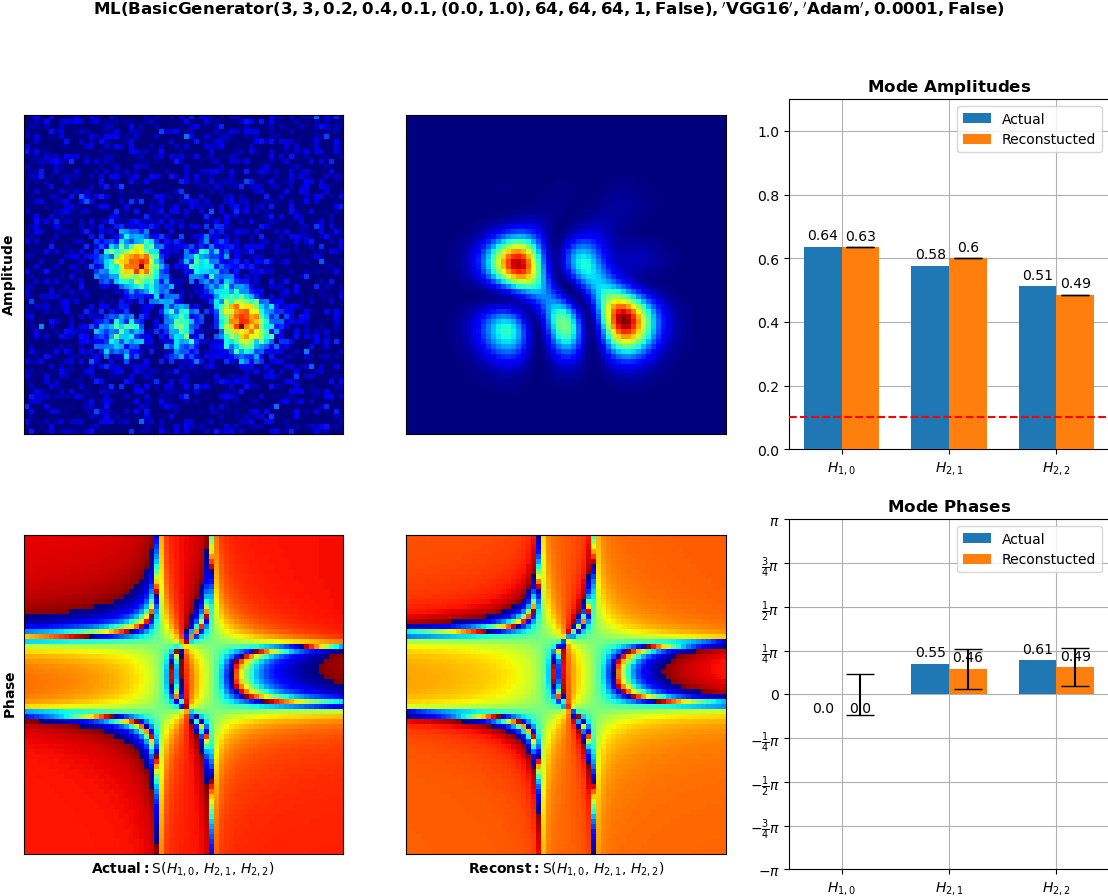 ML(BasicGenerator(3, 3, 0.2, 0.4, 0.1, (0.0, 1.0), 64, 64, 64, 1, False), ′VGG16′, ′Adam′, 0.0001, False)
Amplitude
Mode Amplitudes
Actual
Reconstucted
1.0
0.8
0.6
0.4
0.2
0.0
0.64
0.63
0.58
0.6
0.51
0.49
H1,0
H2,1
H2,2
Phase
Actual: S(H1,0, H2,1, H2,2)
Reconst: S(H1,0, H2,1, H2,2)
Mode Phases
Actual
Reconstucted
π
3/4π
1/2π
1/4π
0
−1/4π
−1/2π
−3/4π
−π
0.0
0.0
0.55
0.46
0.61
0.49
H1,0
H2,1
H2,2